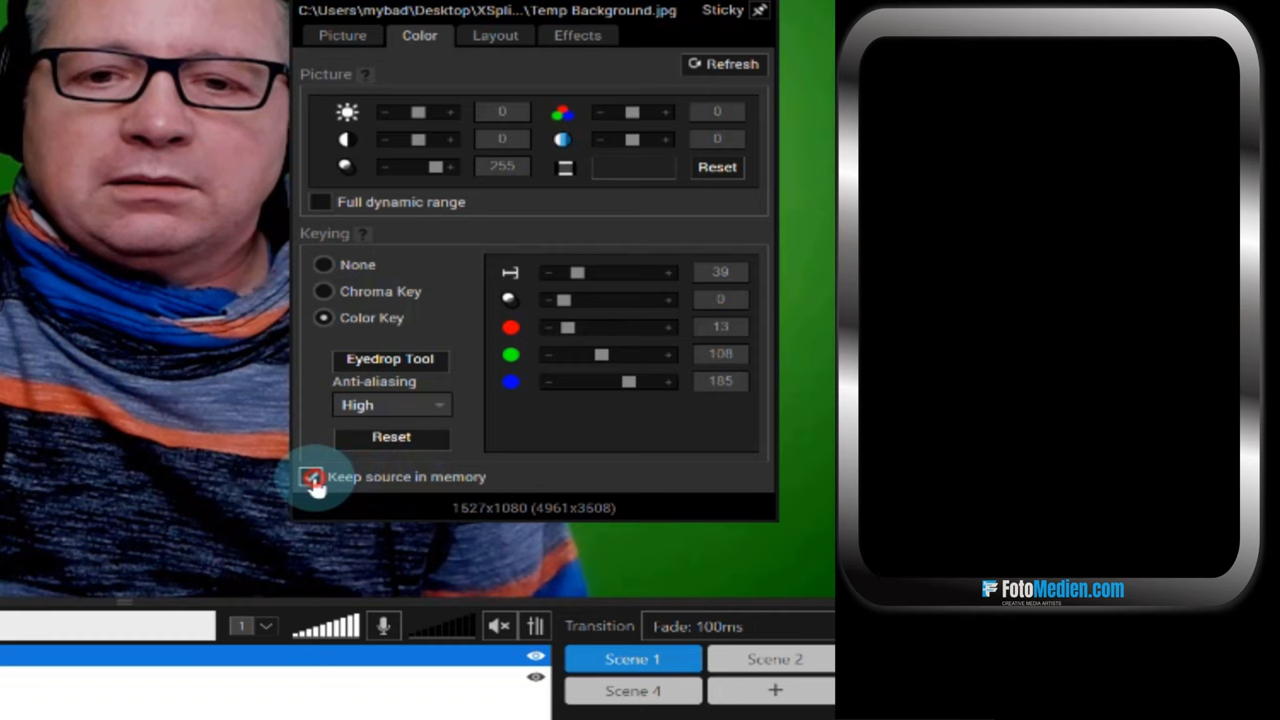 C:\Users\mybad\Desktop\XSpli...\Temp Background.jpg
Sticky
Picture
Color
Layout
Effects
Refresh
Picture ?
0
0
0
0
255
Reset
Full dynamic range
Keying ?
None
Chroma Key
Color Key
39
0
13
108
185
Eyedrop Tool
Anti-aliasing
High
Reset
Keep source in memory
1527x1080 (4961x3508)
1
Transition
Fade: 100ms
Scene 1
Scene 2
Scene 4
+
FotoMedien.com
CREATIVE MEDIA ARTISTS